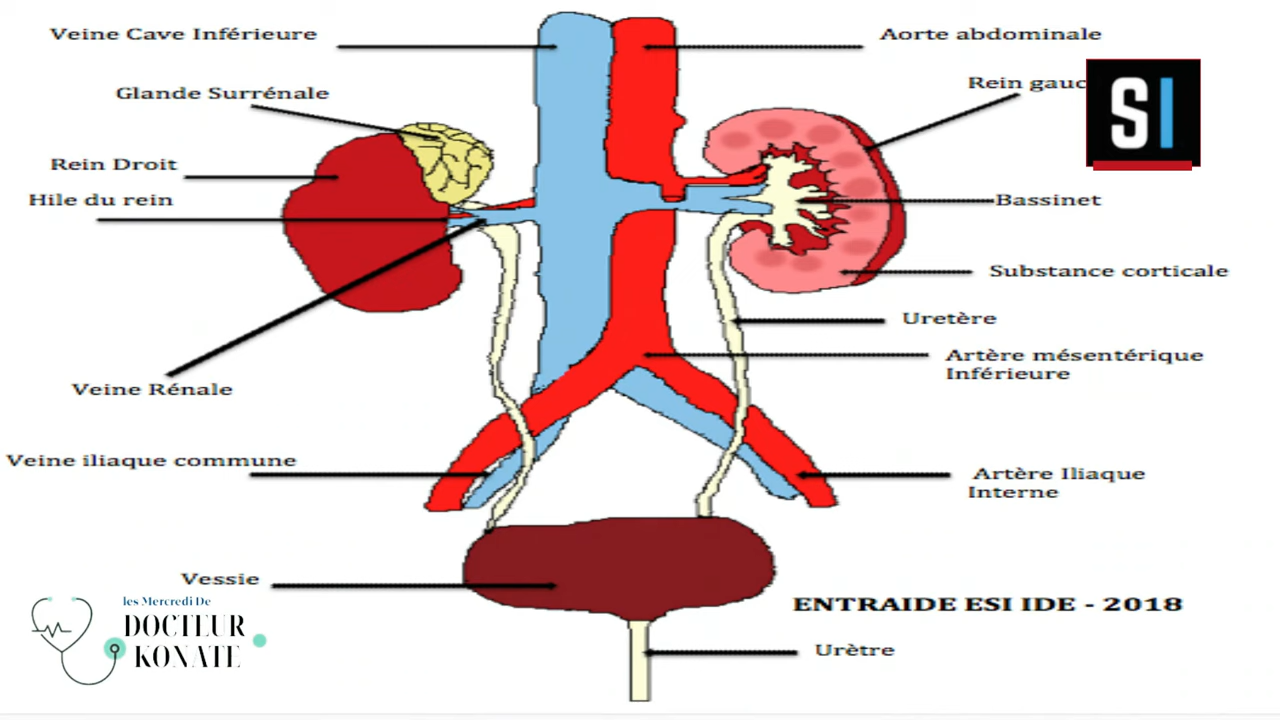 Veine Cave Inférieure
Aorte abdominale
Glande Surrénale
Rein gauc
SI
Rein Droit
Hile du rein
Bassinet
Substance corticale
Uretère
Artère mésentérique
Inférieure
Veine Rénale
Veine iliaque commune
Artère Iliaque
Interne
Vessie
les Mercredi De
DOCTEUR
KONATE
ENTRAIDE ESI IDE - 2018
Urètre